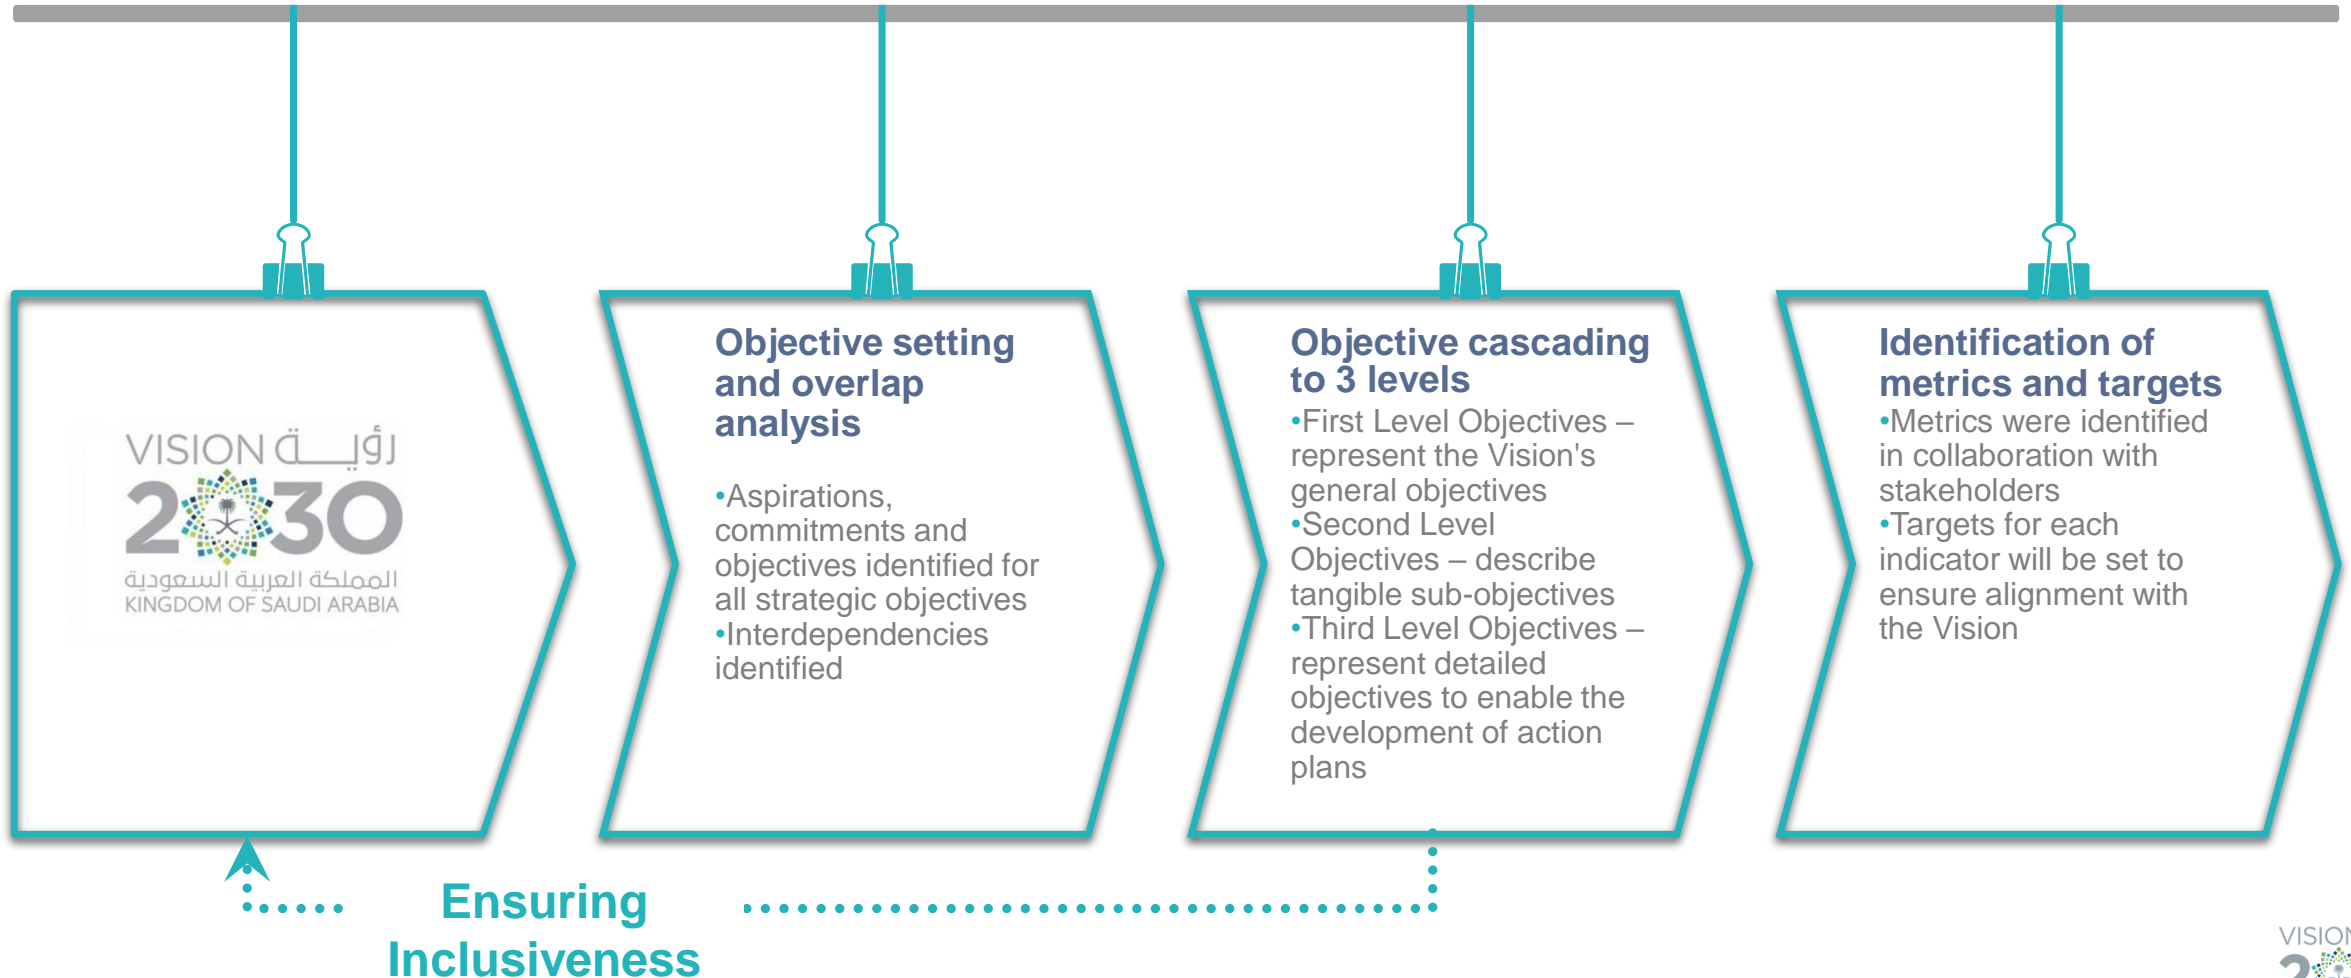 VISION رؤيــــة
2030
المملكة العربية السعودية
KINGDOM OF SAUDI ARABIA
Objective setting
and overlap
analysis
•Aspirations,
commitments and
objectives identified for
all strategic objectives
•Interdependencies
identified
Objective cascading
to 3 levels
•First Level Objectives –
represent the Vision's
general objectives
•Second Level
Objectives – describe
tangible sub-objectives
•Third Level Objectives –
represent detailed
objectives to enable the
development of action
plans
Identification of
metrics and targets
•Metrics were identified
in collaboration with
stakeholders
•Targets for each
indicator will be set to
ensure alignment with
the Vision
Ensuring
Inclusiveness
VISION
2